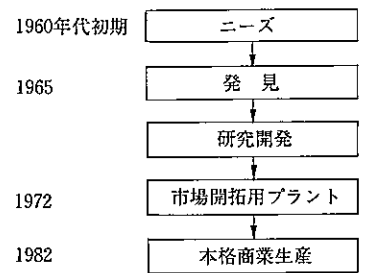 1960年代初期 ニーズ
1965 発見
研究開発
1972 市場開拓用プラント
1982 本格商業生産